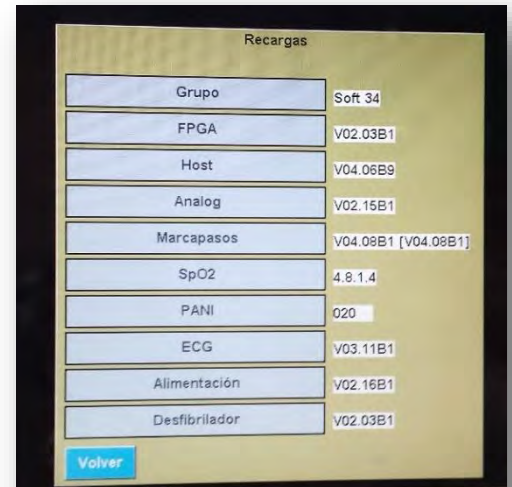 Recargas
Grupo Soft 34
FPGA V02.03B1
Host V04.06B9
Analog V02.15B1
Marcapasos V04.08B1 [V04.08B1]
SpO2 4.8.1.4
PANI 020
ECG V03.11B1
Alimentación V02.16B1
Desfibrilador V02.03B1
Volver